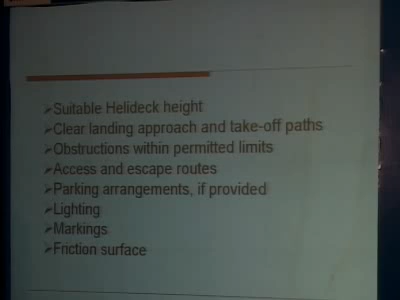 ➢Suitable Helideck height
➢Clear landing approach and take-off paths
➢Obstructions within permitted limits
➢Access and escape routes
➢Parking arrangements, if provided
➢Lighting
➢Markings
➢Friction surface